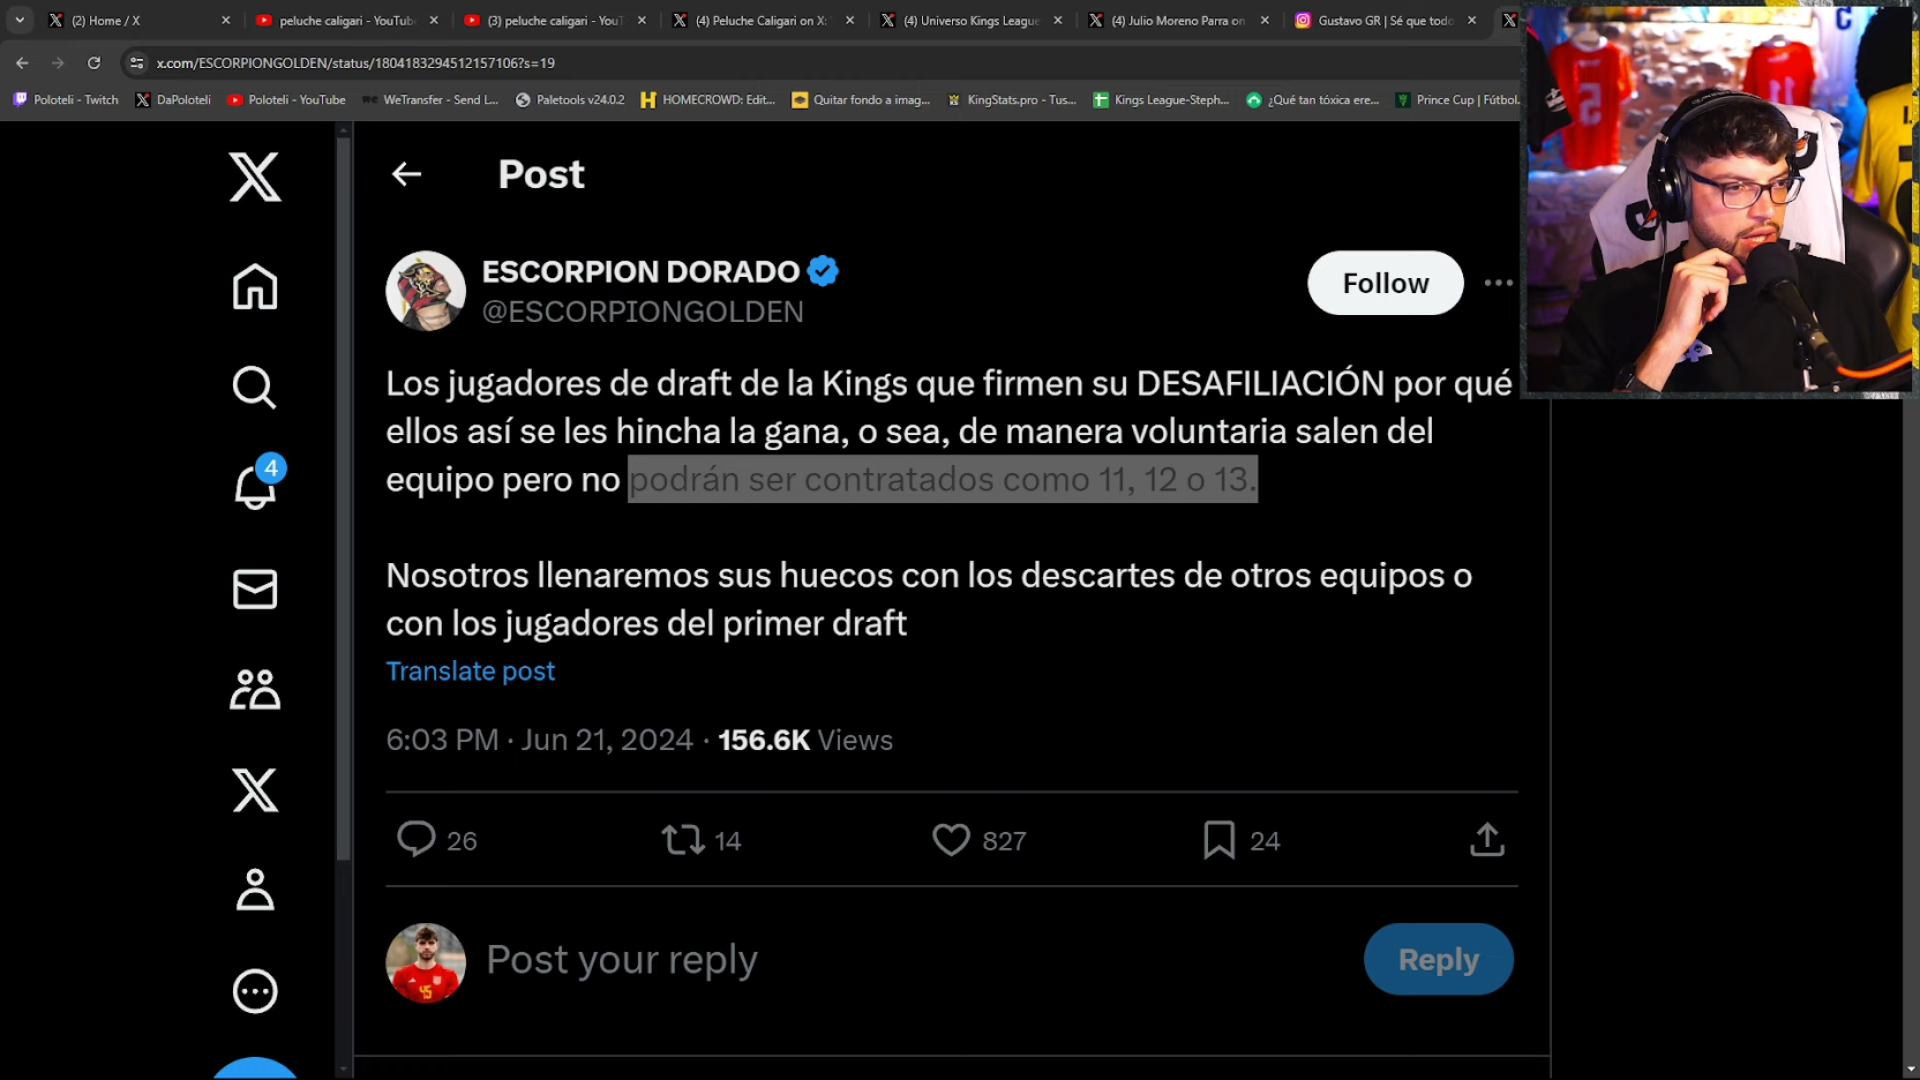 (2) Home / X
peluche caligari - YouTub
(3) peluche caligari - YouT
(4) Peluche Caligari on X:
(4) Universo Kings League
(4) Julio Moreno Parra on
Gustavo GR | Sé que todo
x.com/ESCORPIONGOLDEN/status/1804183294512157106?s=19
Poloteli - Twitch
DaPoloteli
Poloteli - YouTube
WeTransfer - Send L...
Paletools v24.0.2
HOMECROWD: Edit...
Quitar fondo a imag...
KingStats.pro - Tus...
Kings League-Steph...
¿Qué tan tóxica ere...
Prince Cup | Fútbol.
Post
ESCORPION DORADO
@ESCORPIONGOLDEN
Follow
Los jugadores de draft de la Kings que firmen su DESAFILIACIÓN por qué
ellos así se les hincha la gana, o sea, de manera voluntaria salen del
equipo pero no podrán ser contratados como 11, 12 o 13.
Nosotros llenaremos sus huecos con los descartes de otros equipos o
con los jugadores del primer draft
Translate post
6:03 PM · Jun 21, 2024 · 156.6K Views
26
14
827
24
Post your reply
Reply
4
45
5
11